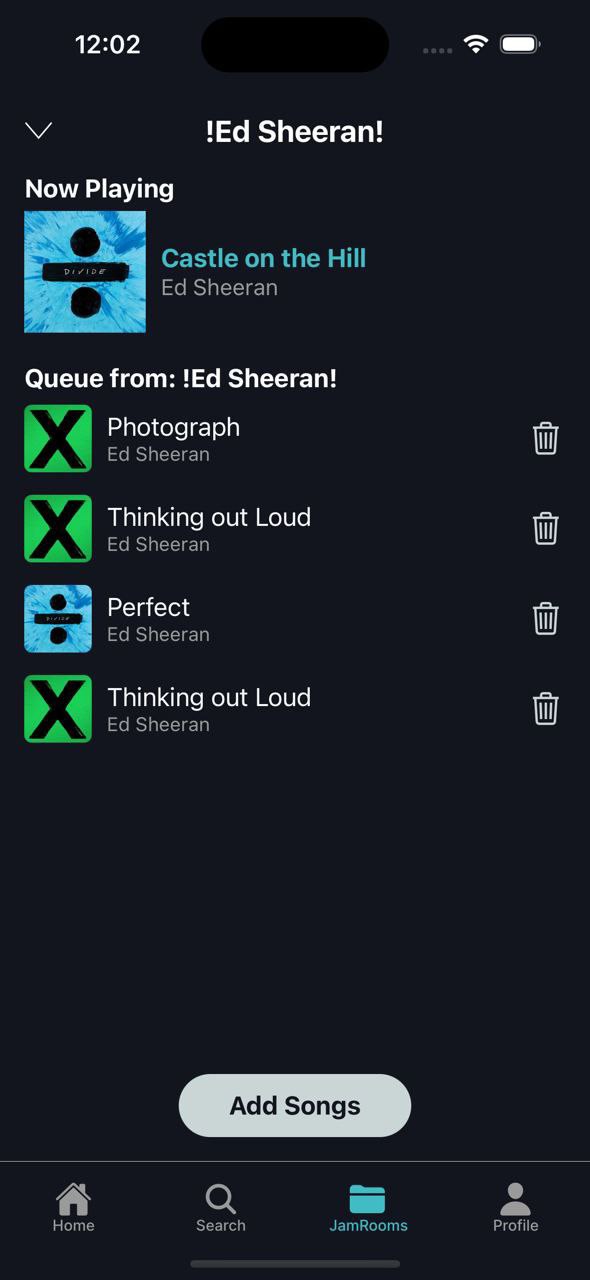 12:02
!Ed Sheeran!
Now Playing
DIVIDE
Castle on the Hill
Ed Sheeran
Queue from: !Ed Sheeran!
X
Photograph
Ed Sheeran
X
Thinking out Loud
Ed Sheeran
DIVIDE
Perfect
Ed Sheeran
X
Thinking out Loud
Ed Sheeran
Add Songs
Home
Search
JamRooms
Profile